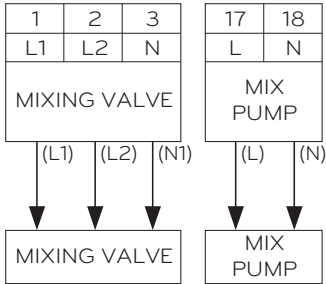 1 2 3 17 18
L1 L2 N L N
MIXING VALVE
MIX
PUMP
(L1) (L2) (N1) (L) (N)
MIXING VALVE
MIX
PUMP